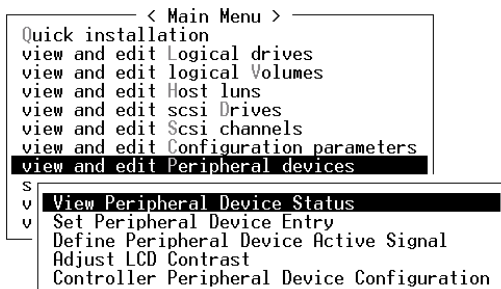 < Main Menu >
Quick installation
view and edit Logical drives
view and edit logical Volumes
view and edit Host luns
view and edit scsi Drives
view and edit Scsi channels
view and edit Configuration parameters
view and edit Peripheral devices
s
v
v
View Peripheral Device Status
Set Peripheral Device Entry
Define Peripheral Device Active Signal
Adjust LCD Contrast
Controller Peripheral Device Configuration